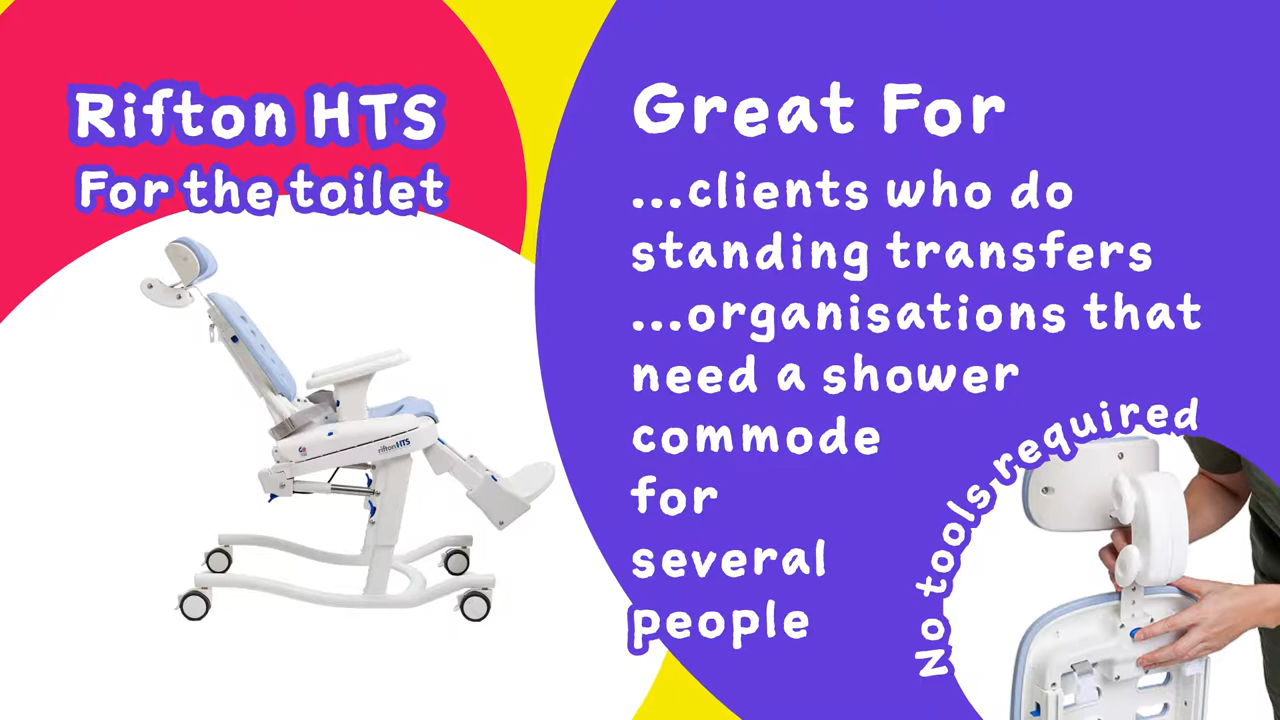 Rifton HTS
For the toilet
Great For
...clients who do
standing transfers
...organisations that
need a shower
commode
for
several
people
No tools required
rifton HTS